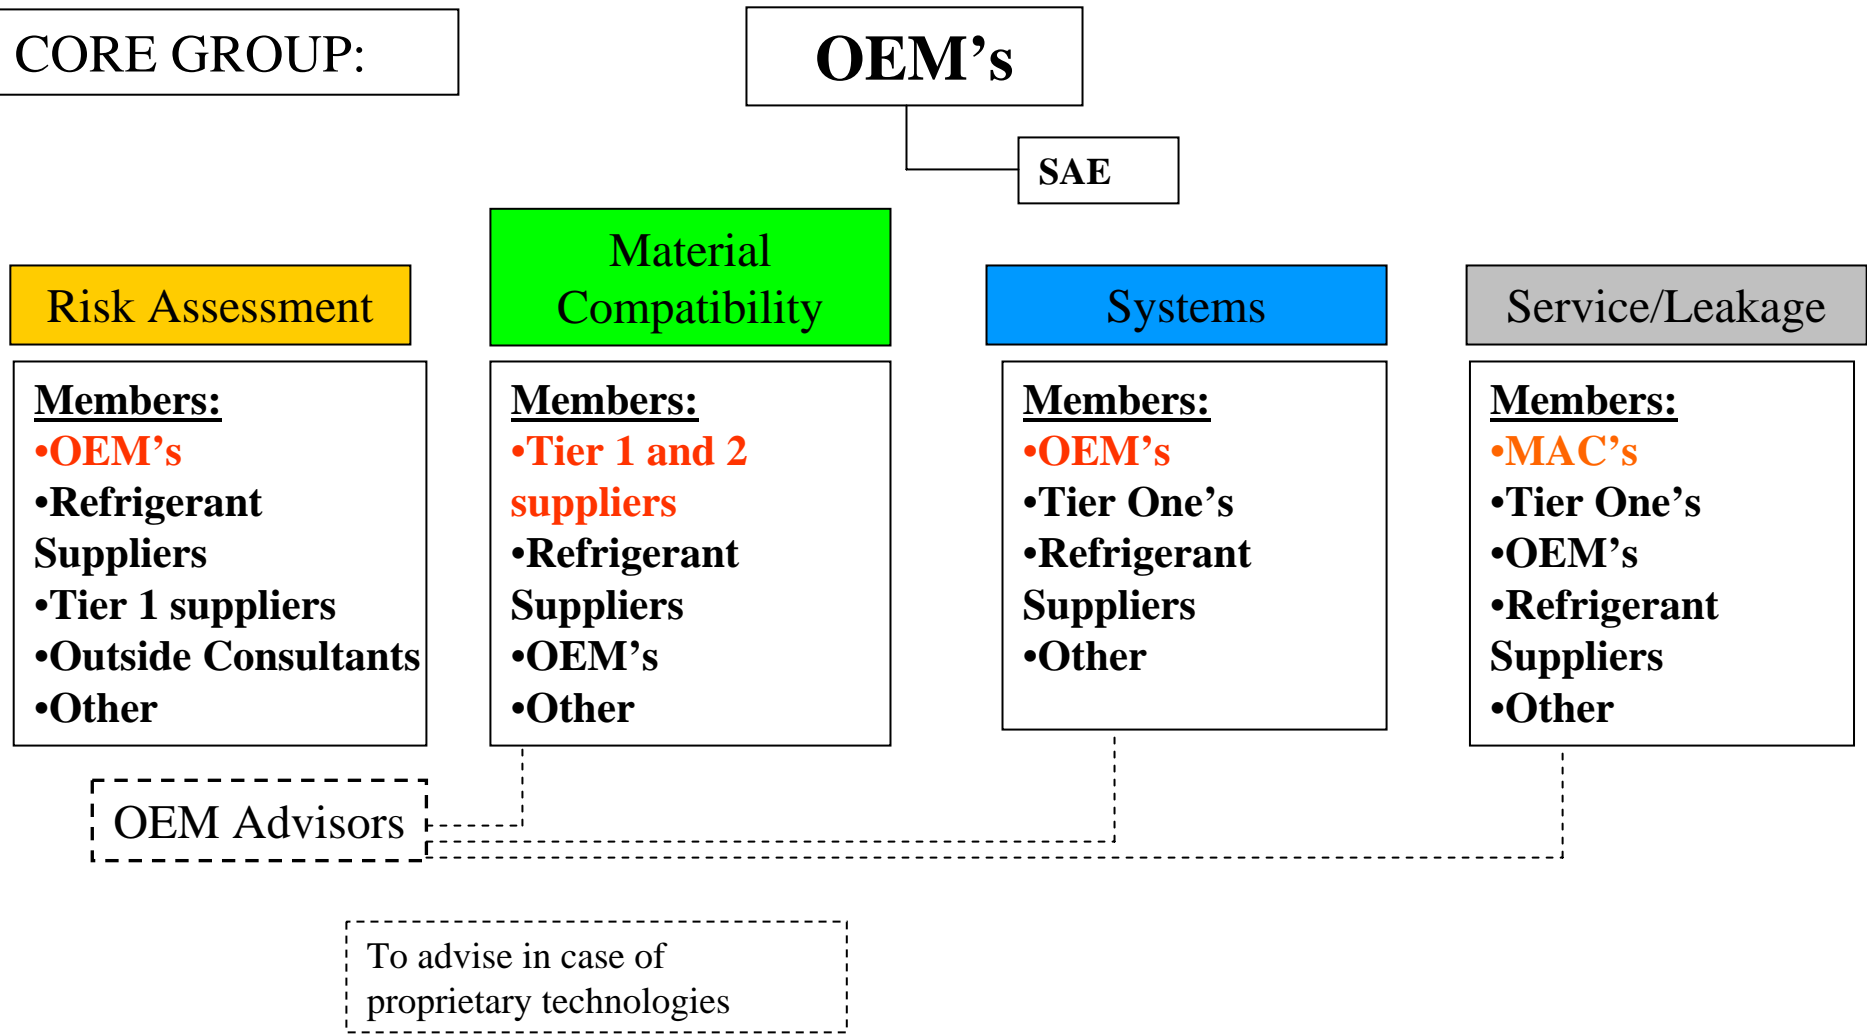 CORE GROUP:
OEM’s
SAE
Risk Assessment
Members:
•OEM’s
•Refrigerant
Suppliers
•Tier 1 suppliers
•Outside Consultants
•Other
Material
Compatibility
Members:
•Tier 1 and 2
suppliers
•Refrigerant
Suppliers
•OEM’s
•Other
Systems
Members:
•OEM’s
•Tier One’s
•Refrigerant
Suppliers
•Other
Service/Leakage
Members:
•MAC’s
•Tier One’s
•OEM’s
•Refrigerant
Suppliers
•Other
OEM Advisors
To advise in case of
proprietary technologies